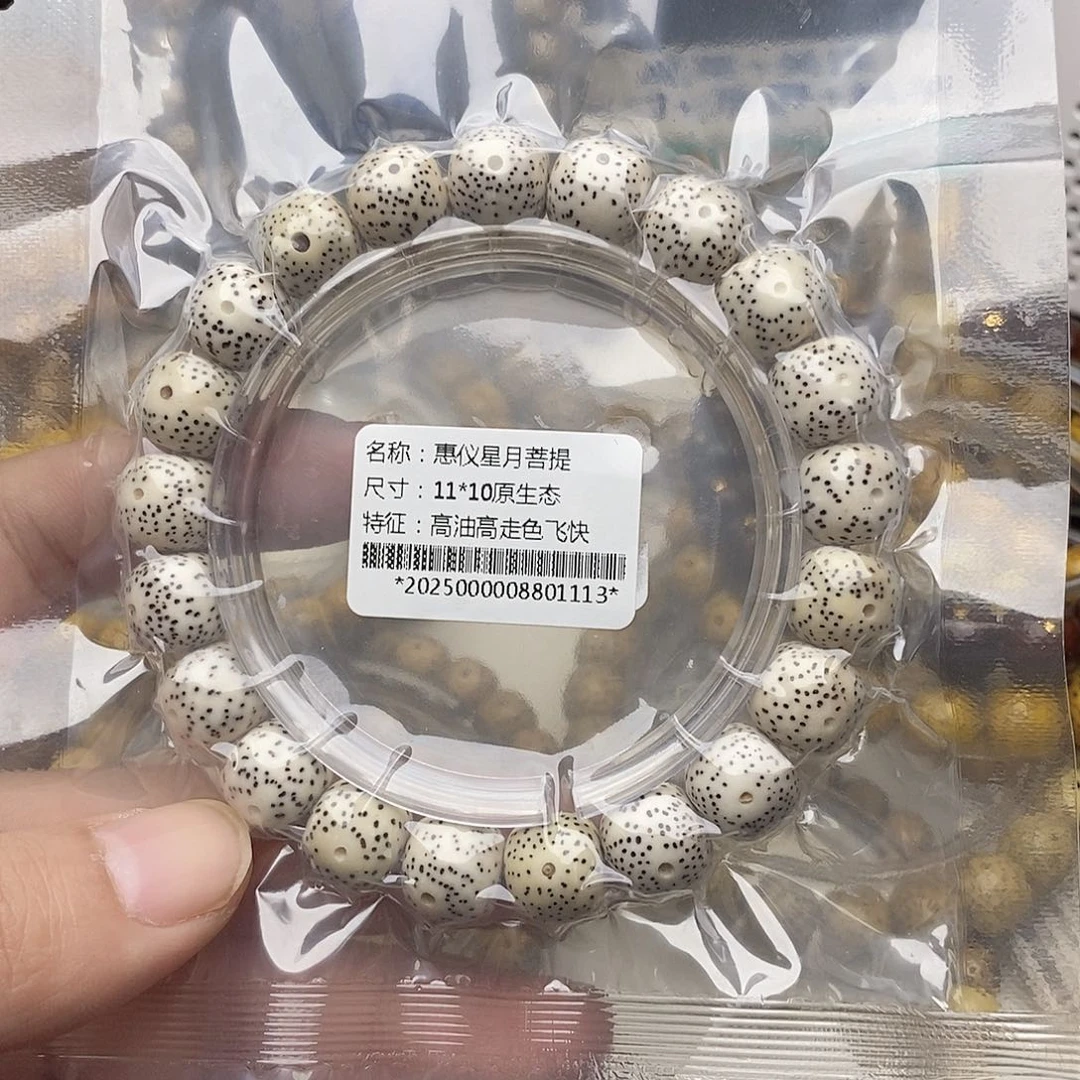 名称：惠仪星月菩提
尺寸：11*10原生态
特征：高油高走色飞快
*2025000008801113*